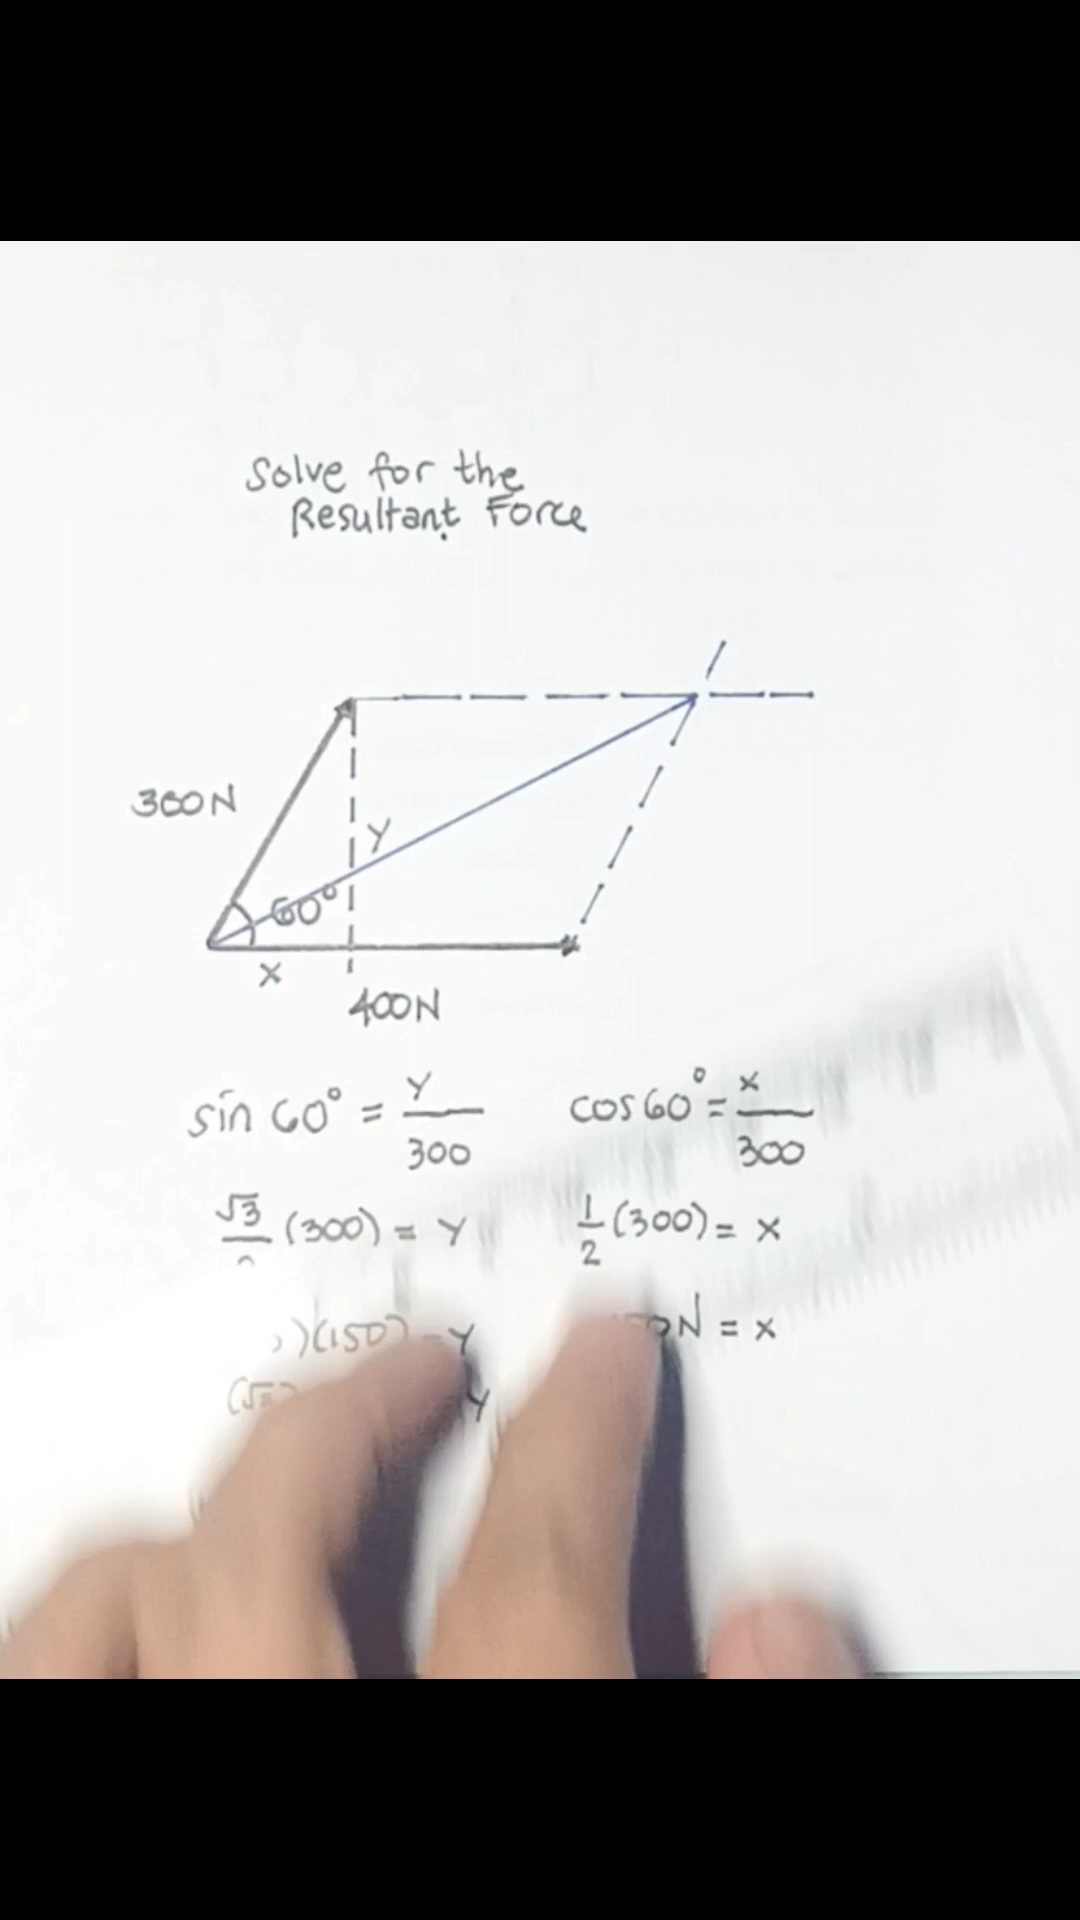 Solve for the
Resultant Force
300N
Y
60°
x
400N
sin 60° = Y/300
cos 60° = x/300
√3 (300) = Y
1/2 (300) = x
)(150) = Y
N = x
Y